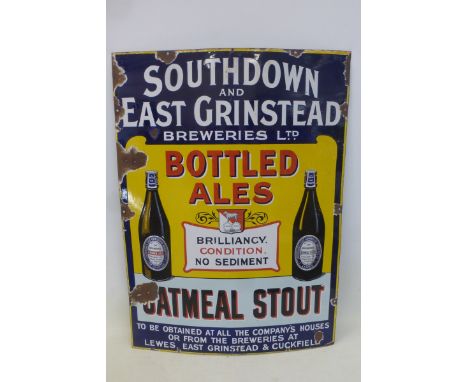 SOUTHDOWN
AND
EAST GRINSTEAD
BREWERIES LTD
BOTTLED
ALES
BRILLIANCY.
CONDITION.
NO SEDIMENT
OATMEAL STOUT
TO BE OBTAINED AT ALL THE COMPANY'S HOUSES
OR FROM THE BREWERIES AT
LEWES, EAST GRINSTEAD & CUCKFIELD